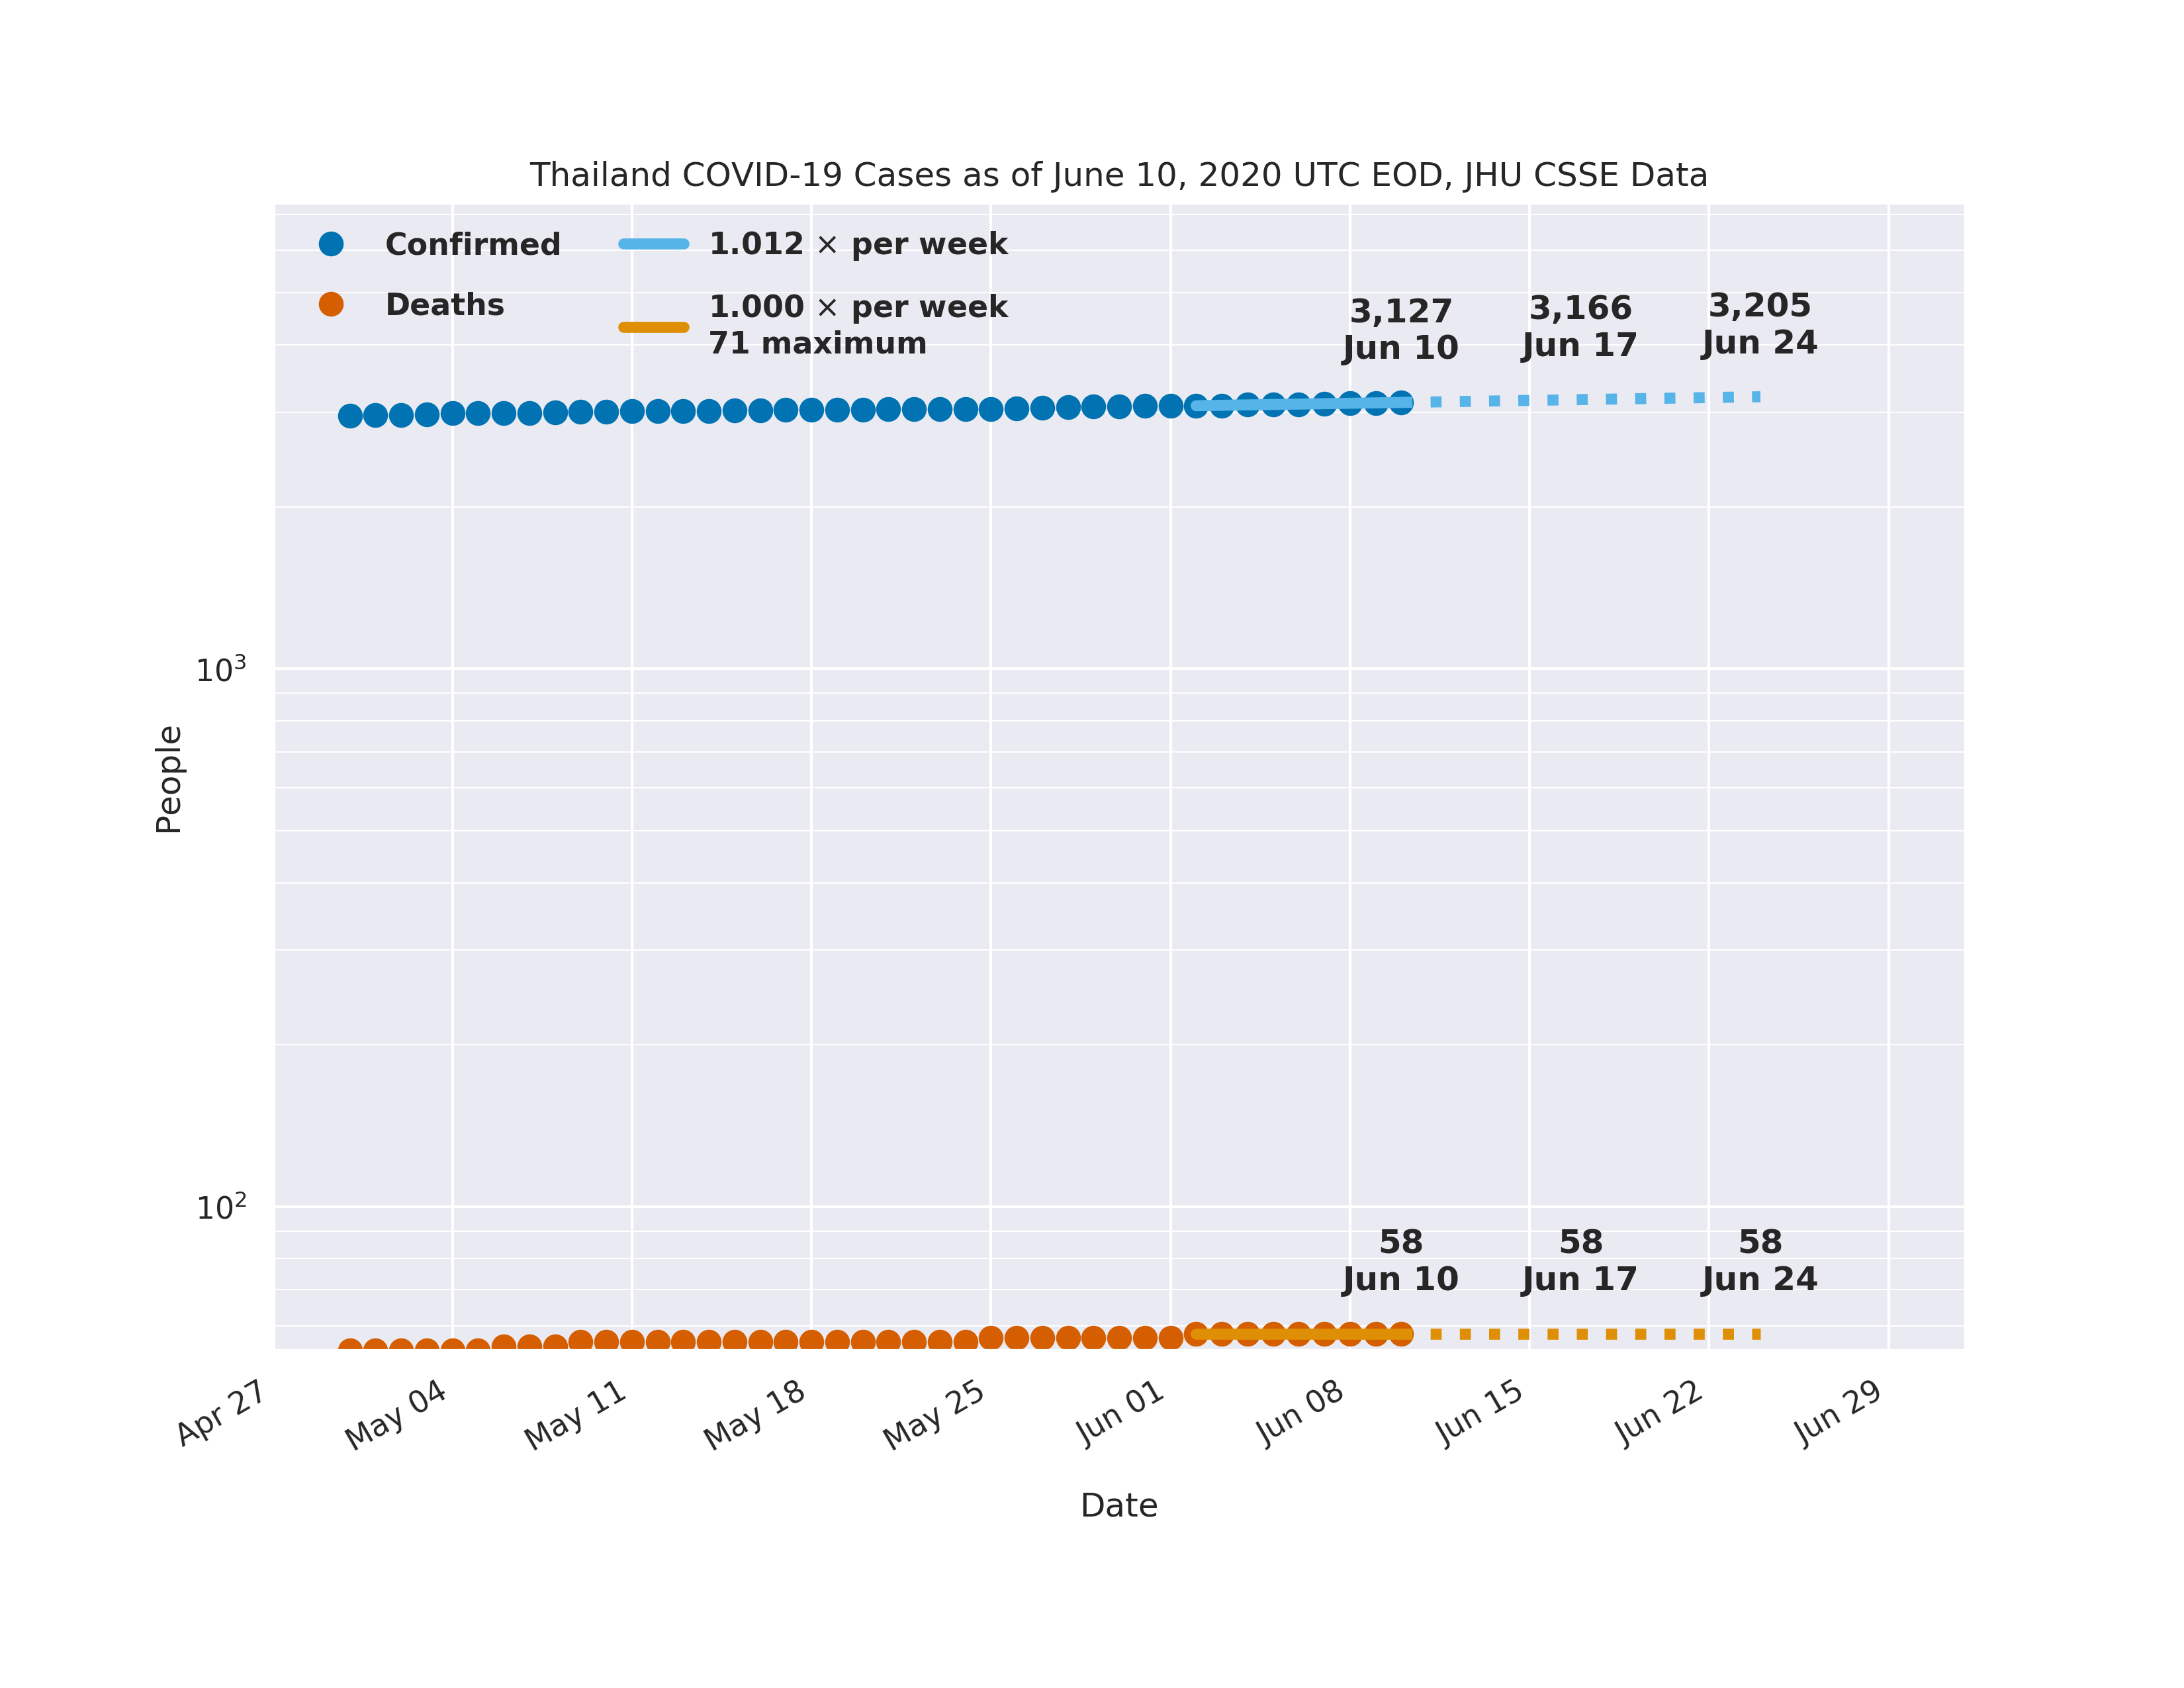 Thailand COVID-19 Cases as of June 10, 2020 UTC EOD, JHU CSSE Data
Confirmed
Deaths
1.012 × per week
1.000 × per week
71 maximum
3,127
Jun 10
3,166
Jun 17
3,205
Jun 24
10³
People
10²
58
Jun 10
58
Jun 17
58
Jun 24
Apr 27
May 04
May 11
May 18
May 25
Jun 01
Jun 08
Jun 15
Jun 22
Jun 29
Date